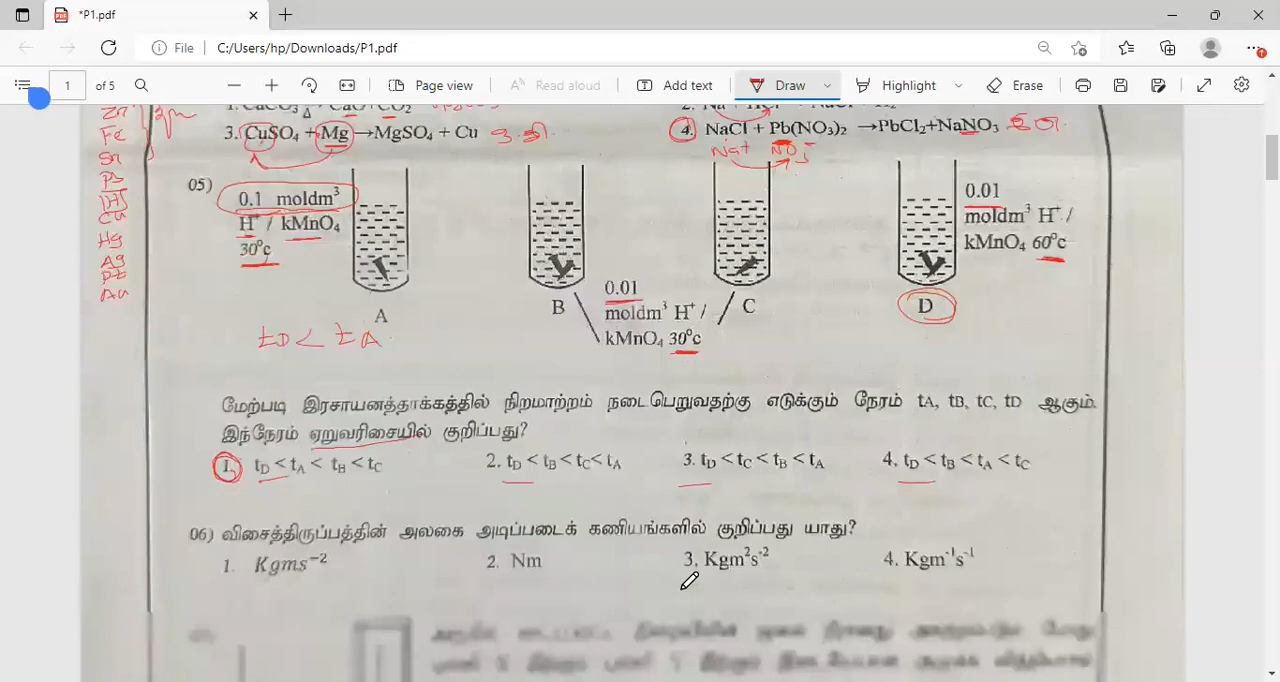 *P1.pdf
File C:/Users/hp/Downloads/P1.pdf
1 of 5 Page view Read aloud Add text Draw Highlight Erase
Zn
Fe
Sn
Pb
[H]
Cu
Hg
Ag
Pt
Au
3. CuSO₄ + Mg →MgSO₄ + Cu
4. NaCl + Pb(NO₃)₂ →PbCl₂+NaNO₃
Na+ NO₃
05)
0.1 moldm³
H⁺ / kMnO₄
30⁰c
A
B
0.01
moldm³ H⁺ /
kMnO₄ 30⁰c
C
0.01
moldm³ H⁺ /
kMnO₄ 60⁰c
D
tD < tA
மேற்படி இரசாயனத்தாக்கத்தில் நிறமாற்றம் நடைபெறுவதற்கு எடுக்கும் நேரம் tA, tB, tC, tD ஆகும்.
இந்நேரம் ஏறுவரிசையில் குறிப்பது?
1. tD < tA < tB < tC 2. tD < tB < tC < tA 3. tD < tC < tB < tA 4. tD < tB < tA < tC
06) விசைத்திருப்பத்தின் அலகை அடிப்படைக் கணியங்களில் குறிப்பது யாது?
1. Kgms⁻² 2. Nm 3. Kgm²s⁻² 4. Kgm⁻¹s⁻¹